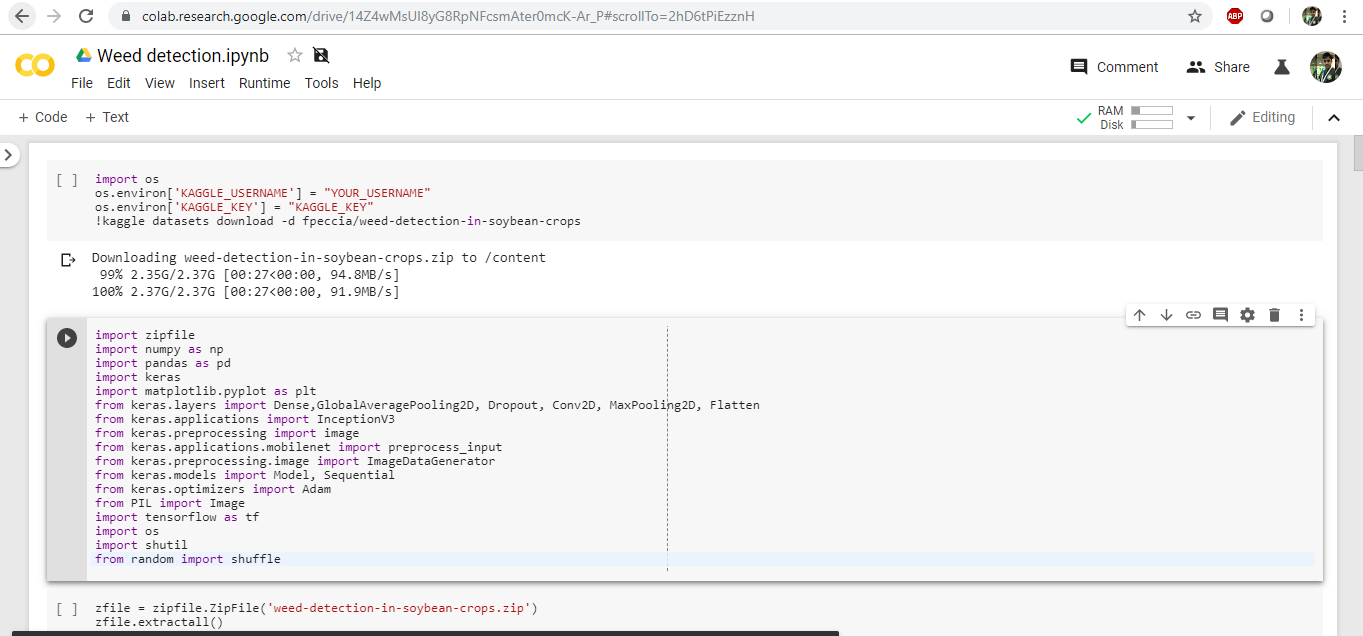 colab.research.google.com/drive/14Z4wMsUI8yG8RpNFcsmAter0mcK-Ar_P#scrollTo=2hD6tPiEzznH
ABP
CO
Weed detection.ipynb
File Edit View Insert Runtime Tools Help
Comment
Share
+ Code + Text
RAM
Disk
Editing
[ ] import os
os.environ['KAGGLE_USERNAME'] = "YOUR_USERNAME"
os.environ['KAGGLE_KEY'] = "KAGGLE_KEY"
!kaggle datasets download -d fpeccia/weed-detection-in-soybean-crops
Downloading weed-detection-in-soybean-crops.zip to /content
99% 2.35G/2.37G [00:27<00:00, 94.8MB/s]
100% 2.37G/2.37G [00:27<00:00, 91.9MB/s]
import zipfile
import numpy as np
import pandas as pd
import keras
import matplotlib.pyplot as plt
from keras.layers import Dense,GlobalAveragePooling2D, Dropout, Conv2D, MaxPooling2D, Flatten
from keras.applications import InceptionV3
from keras.preprocessing import image
from keras.applications.mobilenet import preprocess_input
from keras.preprocessing.image import ImageDataGenerator
from keras.models import Model, Sequential
from keras.optimizers import Adam
from PIL import Image
import tensorflow as tf
import os
import shutil
from random import shuffle
[ ] zfile = zipfile.ZipFile('weed-detection-in-soybean-crops.zip')
zfile.extractall()